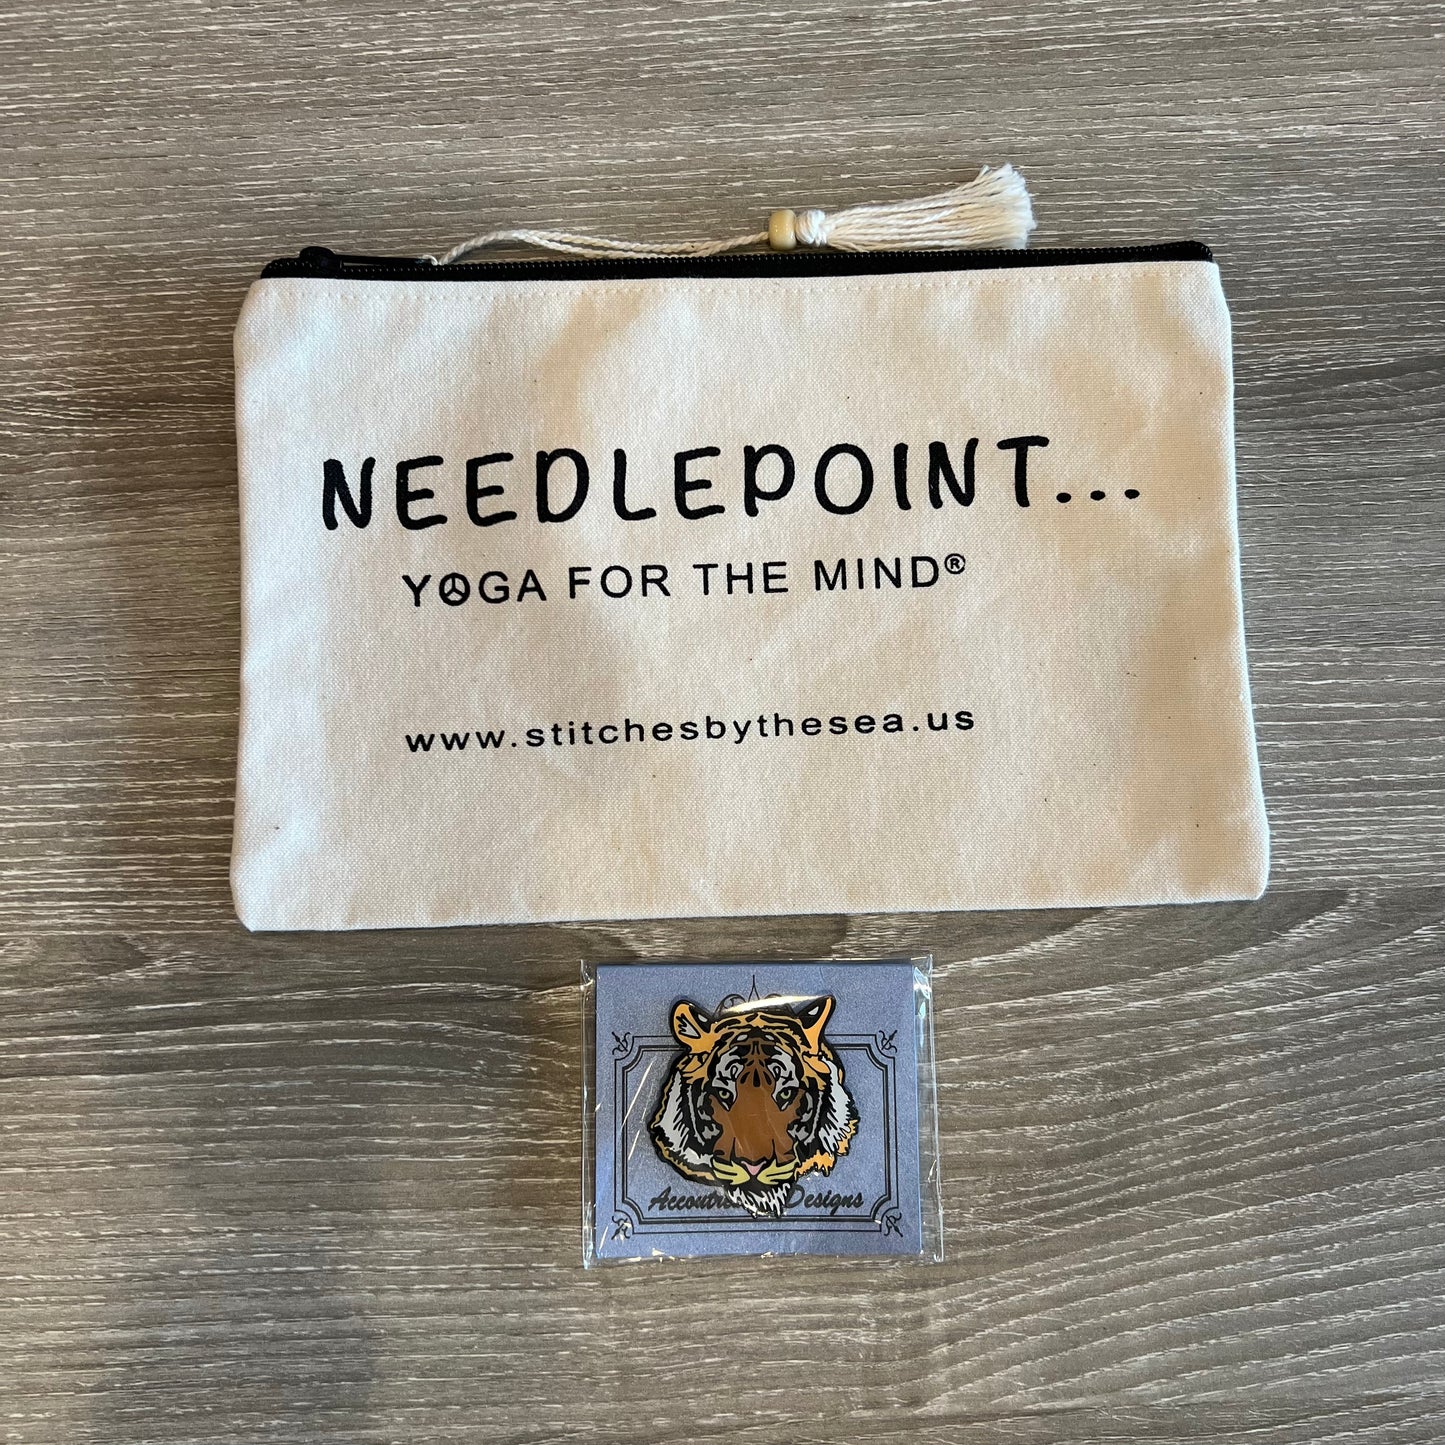 NEEDLEPOINT...
YOGA FOR THE MIND®
www.stitchesbythesea.us
Designs